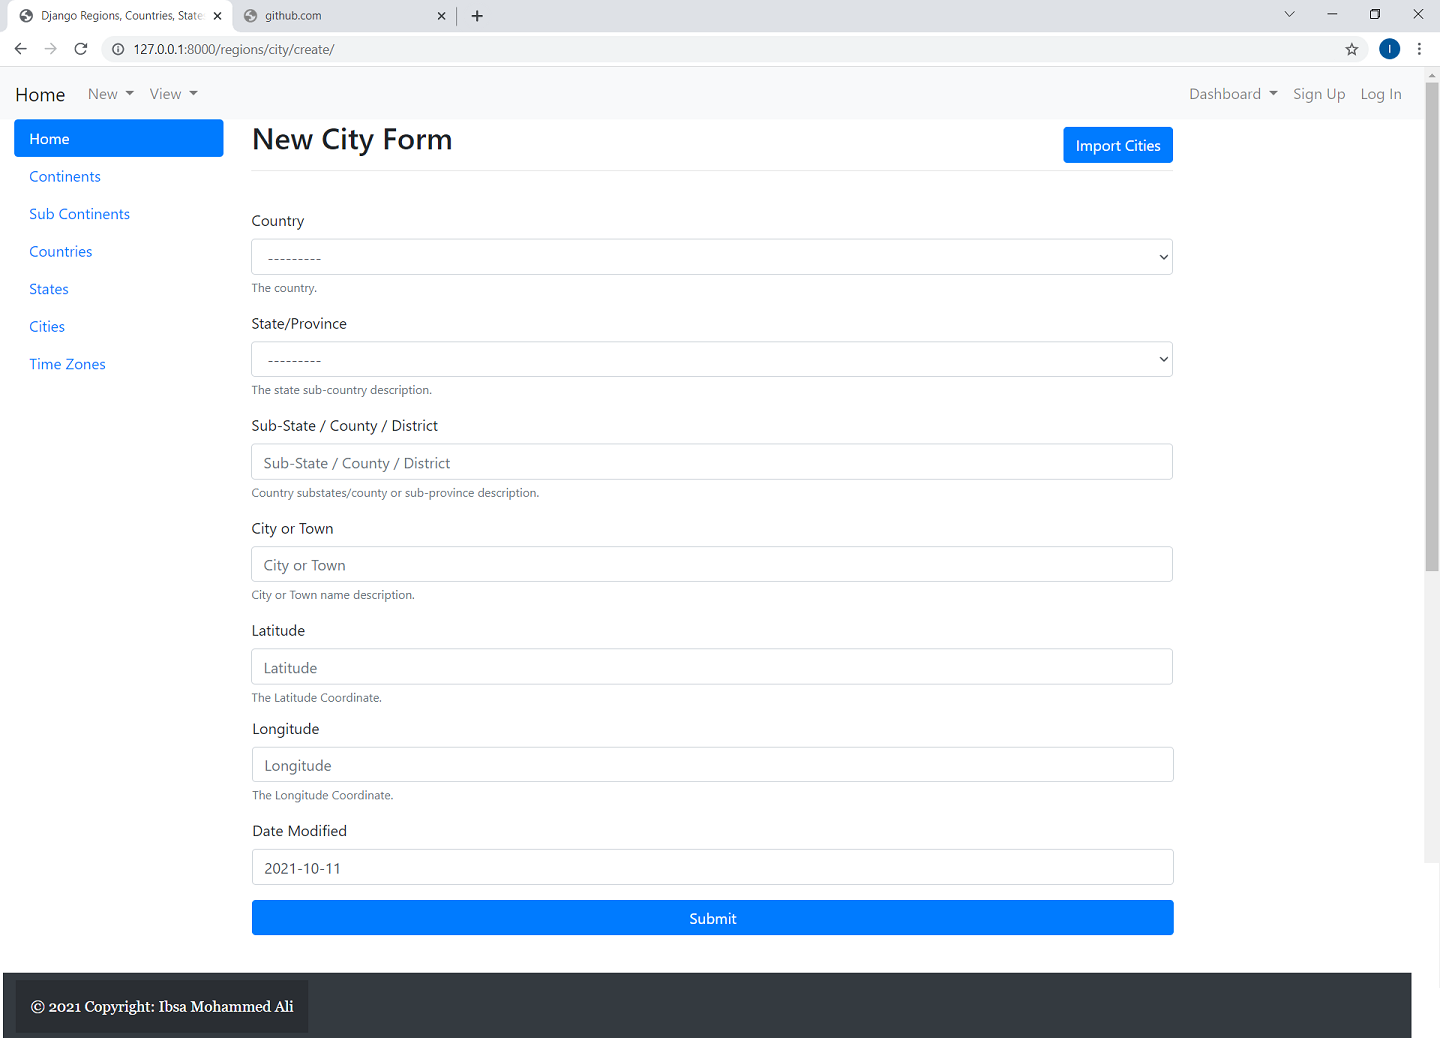 Django Regions, Countries, State
github.com
127.0.0.1:8000/regions/city/create/
I
Home New View Dashboard Sign Up Log In
Home
Continents
Sub Continents
Countries
States
Cities
Time Zones
New City Form
Import Cities
Country
---------
The country.
State/Province
---------
The state sub-country description.
Sub-State / County / District
Sub-State / County / District
Country substates/county or sub-province description.
City or Town
City or Town
City or Town name description.
Latitude
Latitude
The Latitude Coordinate.
Longitude
Longitude
The Longitude Coordinate.
Date Modified
2021-10-11
Submit
© 2021 Copyright: Ibsa Mohammed Ali